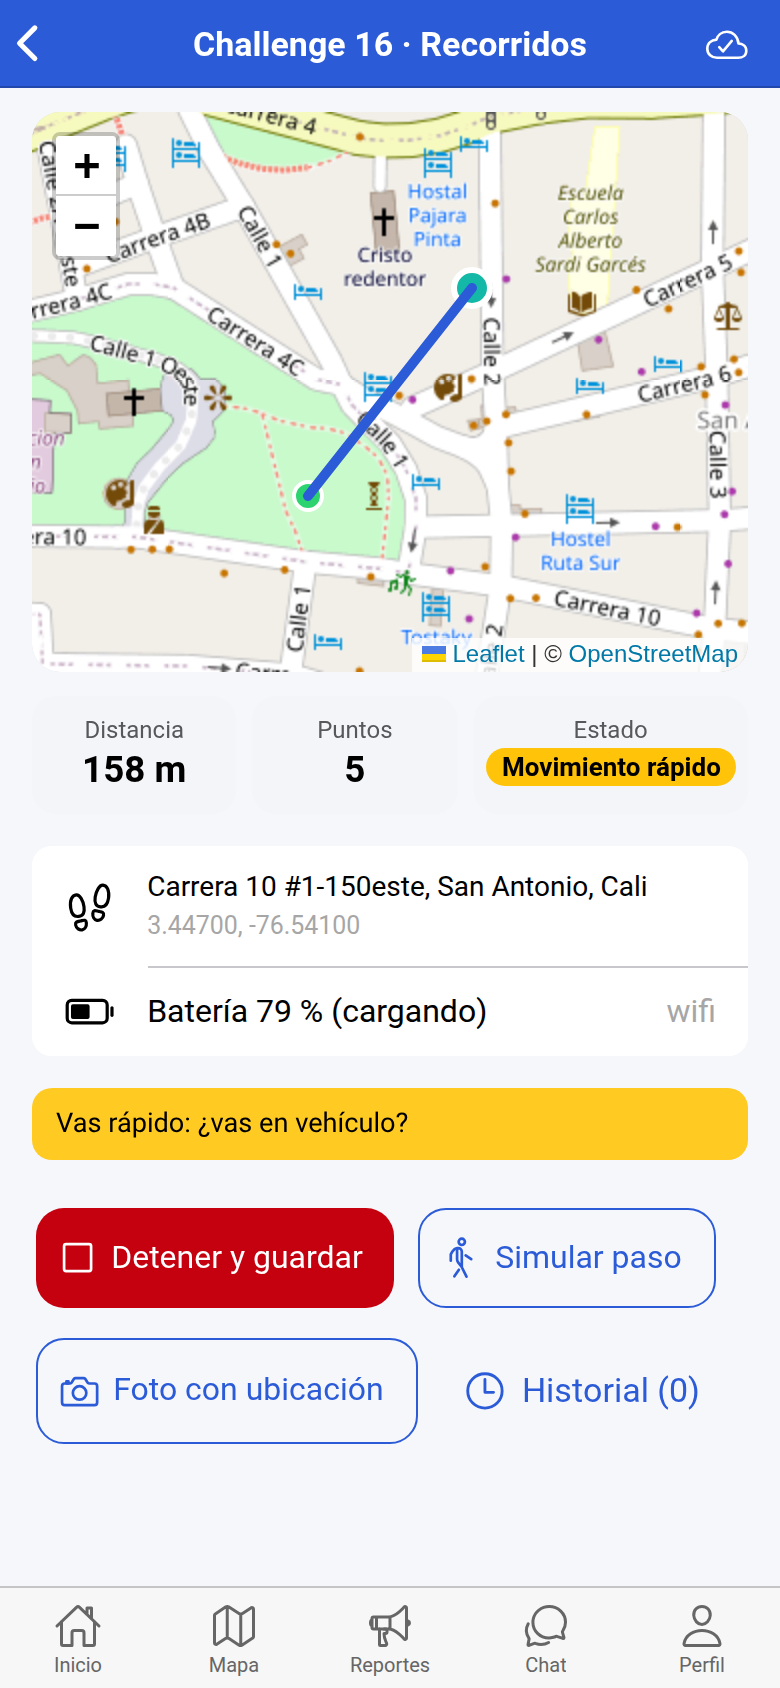 Challenge 16 · Recorridos
+
−
Carrera 4
Carrera 4B
Calle 1
Hostal
Pajara
Pinta
Cristo
redentor
Escuela
Carlos
Alberto
Sardi Garcés
Carrera 5
rrera 4C
Carrera 4C
Calle 1 Oeste
Calle 2
Carrera 6
San
Calle 1
Calle 3
era 10
Hostel
Ruta Sur
Calle 1
Carrera 10
Tostaky
2
Leaflet | © OpenStreetMap
Distancia
158 m
Puntos
5
Estado
Movimiento rápido
Carrera 10 #1-150este, San Antonio, Cali
3.44700, -76.54100
Batería 79 % (cargando)
wifi
Vas rápido: ¿vas en vehículo?
Detener y guardar
Simular paso
Foto con ubicación
Historial (0)
Inicio
Mapa
Reportes
Chat
Perfil